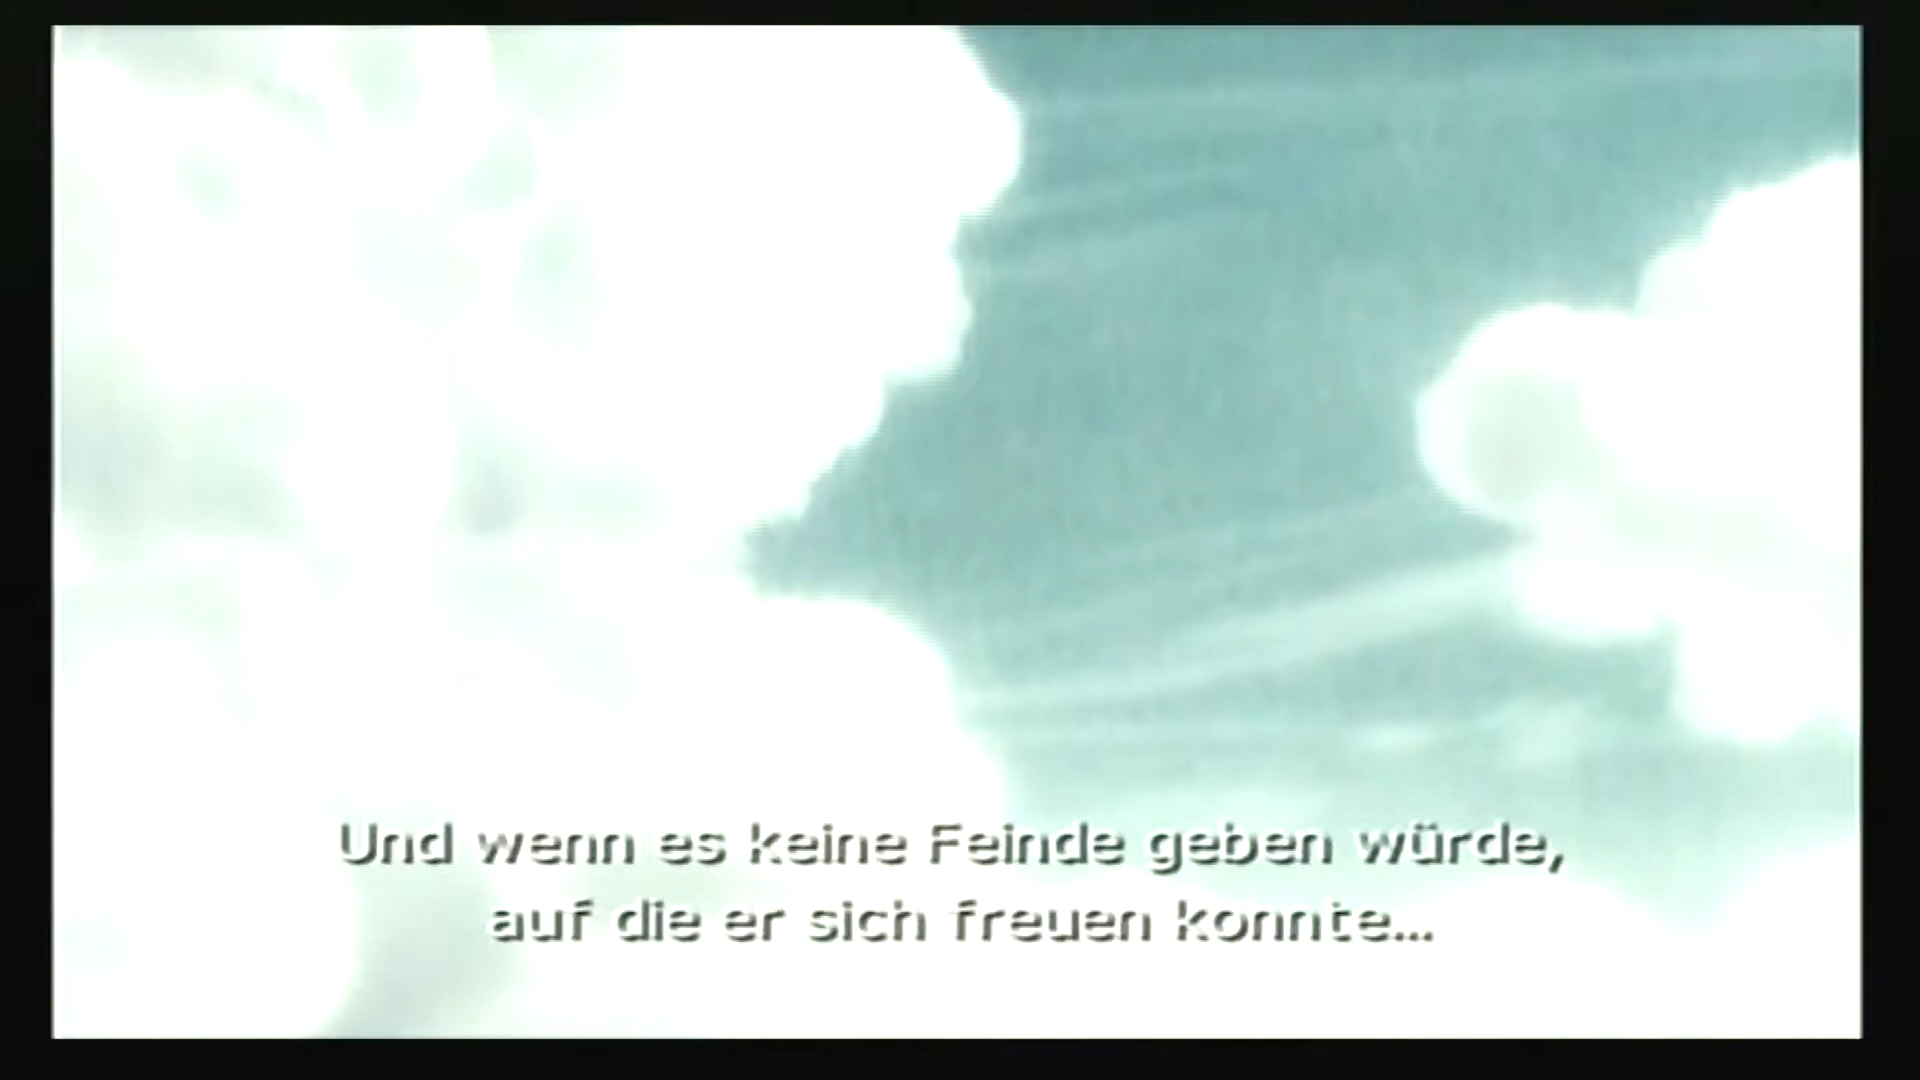 Und wenn es keine Feinde geben würde,
auf die er sich freuen konnte...